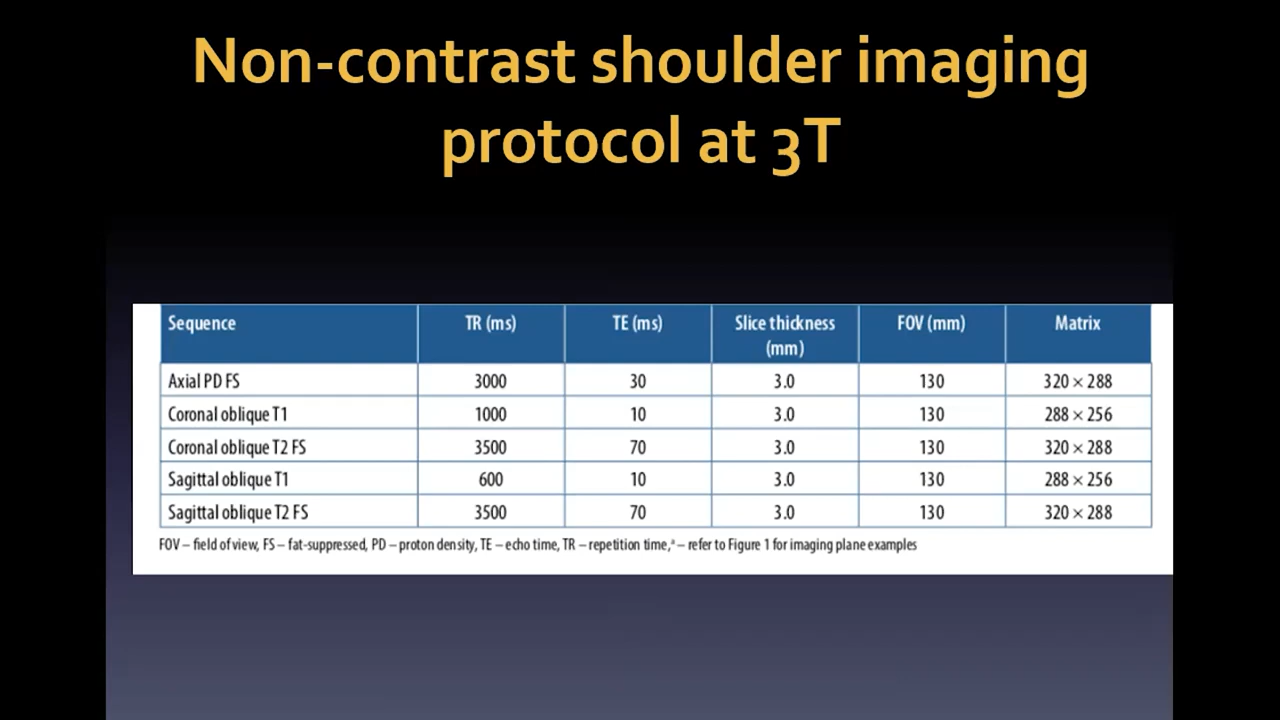 Non-contrast shoulder imaging
protocol at 3T
Sequence TR (ms) TE (ms) Slice thickness (mm) FOV (mm) Matrix
Axial PD FS 3000 30 3.0 130 320 × 288
Coronal oblique T1 1000 10 3.0 130 288 × 256
Coronal oblique T2 FS 3500 70 3.0 130 320 × 288
Sagittal oblique T1 600 10 3.0 130 288 × 256
Sagittal oblique T2 FS 3500 70 3.0 130 320 × 288
FOV – field of view, FS – fat-suppressed, PD – proton density, TE – echo time, TR – repetition time,ᵃ – refer to Figure 1 for imaging plane examples